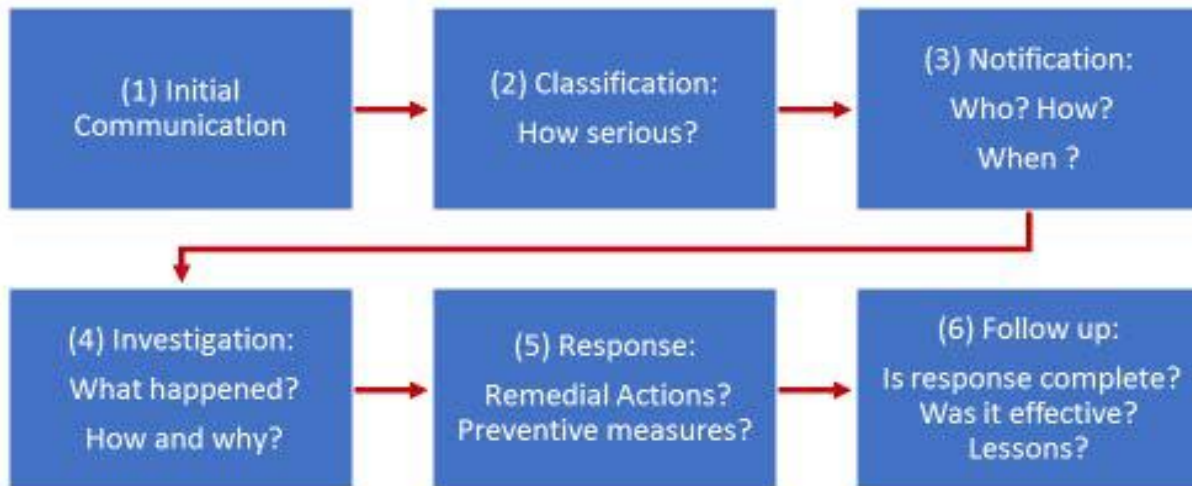 (1) Initial
Communication
(2) Classification:
How serious?
(3) Notification:
Who? How?
When ?
(4) Investigation:
What happened?
How and why?
(5) Response:
Remedial Actions?
Preventive measures?
(6) Follow up:
Is response complete?
Was it effective?
Lessons?